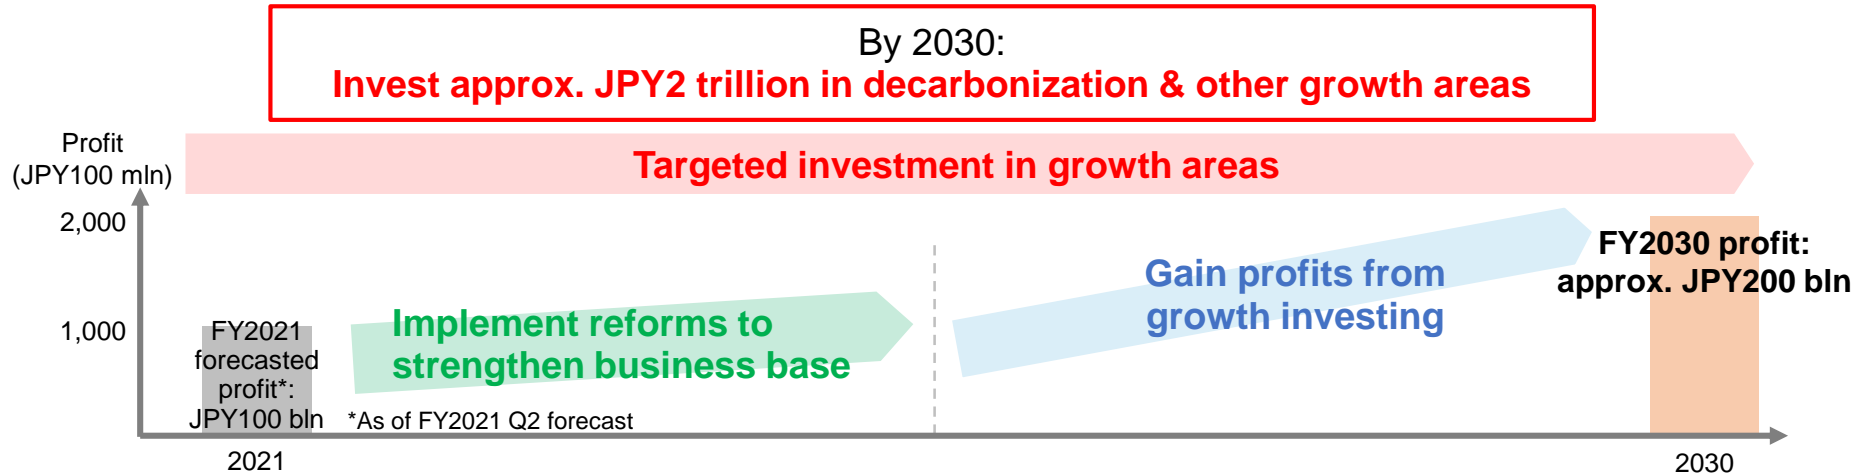 By 2030:
Invest approx. JPY2 trillion in decarbonization & other growth areas
Profit
(JPY100 mln)
Targeted investment in growth areas
2,000
1,000
FY2021
forecasted
profit*:
JPY100 bln
Implement reforms to
strengthen business base
*As of FY2021 Q2 forecast
Gain profits from
growth investing
FY2030 profit:
approx. JPY200 bln
2021
2030